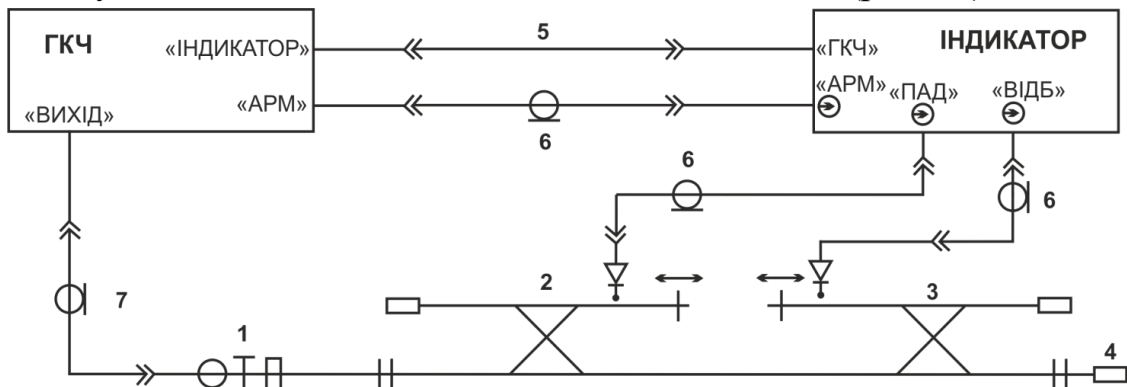 ГКЧ
«ІНДИКАТОР»
«АРМ»
«ВИХІД»
5
6
ІНДИКАТОР
«ГКЧ»
«АРМ»
«ПАД»
«ВІДБ»
6
6
7
1
2
3
4